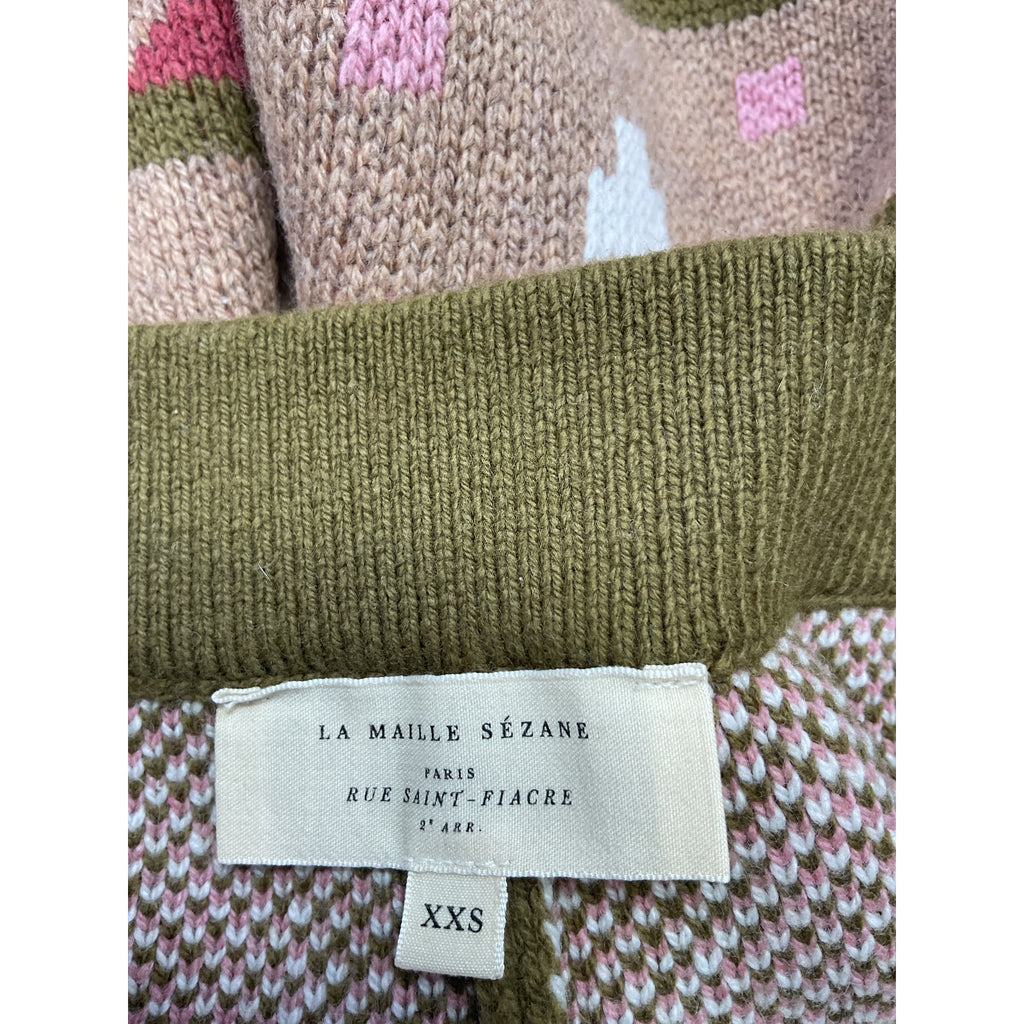 LA MAILLE SÉZANE
PARIS
RUE SAINT-FIACRE
2ᵉ ARR.
XXS